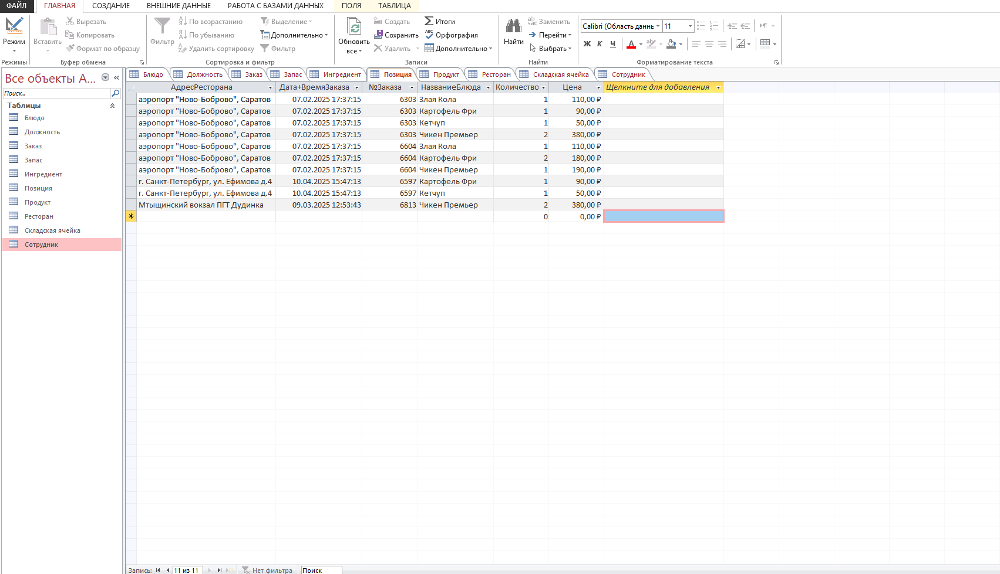 ФАЙЛ ГЛАВНАЯ СОЗДАНИЕ ВНЕШНИЕ ДАННЫЕ РАБОТА С БАЗАМИ ДАННЫХ ПОЛЯ ТАБЛИЦА
Режим
Режимы
Вставить
Вырезать
Копировать
Формат по образцу
Буфер обмена
Фильтр
По возрастанию
По убыванию
Удалить сортировку
Выделение
Дополнительно
Фильтр
Сортировка и фильтр
Обновить
все
Создать
Сохранить
Удалить
Итоги
Орфография
Дополнительно
Записи
Найти
Заменить
Перейти
Выбрать
Найти
Calibri (Область данны 11
Ж К Ч А
Форматирование текста
Все объекты A...
Поиск...
Таблицы
Блюдо
Должность
Заказ
Запас
Ингредиент
Позиция
Продукт
Ресторан
Складская ячейка
Сотрудник
Блюдо Должность Заказ Запас Ингредиент Позиция Продукт Ресторан Складская ячейка Сотрудник
АдресРесторана Дата+ВремяЗаказа №Заказа НазваниеБлюда Количество Цена Щелкните для добавления
аэропорт "Ново-Боброво", Саратов 07.02.2025 17:37:15 6303 Злая Кола 1 110,00 ₽
аэропорт "Ново-Боброво", Саратов 07.02.2025 17:37:15 6303 Картофель Фри 1 90,00 ₽
аэропорт "Ново-Боброво", Саратов 07.02.2025 17:37:15 6303 Кетчуп 1 50,00 ₽
аэропорт "Ново-Боброво", Саратов 07.02.2025 17:37:15 6303 Чикен Премьер 2 380,00 ₽
аэропорт "Ново-Боброво", Саратов 07.02.2025 17:37:15 6604 Злая Кола 1 110,00 ₽
аэропорт "Ново-Боброво", Саратов 07.02.2025 17:37:15 6604 Картофель Фри 2 180,00 ₽
аэропорт "Ново-Боброво", Саратов 07.02.2025 17:37:15 6604 Чикен Премьер 1 190,00 ₽
г. Санкт-Петербург, ул. Ефимова д.4 10.04.2025 15:47:13 6597 Картофель Фри 1 90,00 ₽
г. Санкт-Петербург, ул. Ефимова д.4 10.04.2025 15:47:13 6597 Кетчуп 1 50,00 ₽
Мтыщинский вокзал ПГТ Дудинка 09.03.2025 12:53:43 6813 Чикен Премьер 2 380,00 ₽
0 0,00 ₽
Запись: 11 из 11 Нет фильтра Поиск